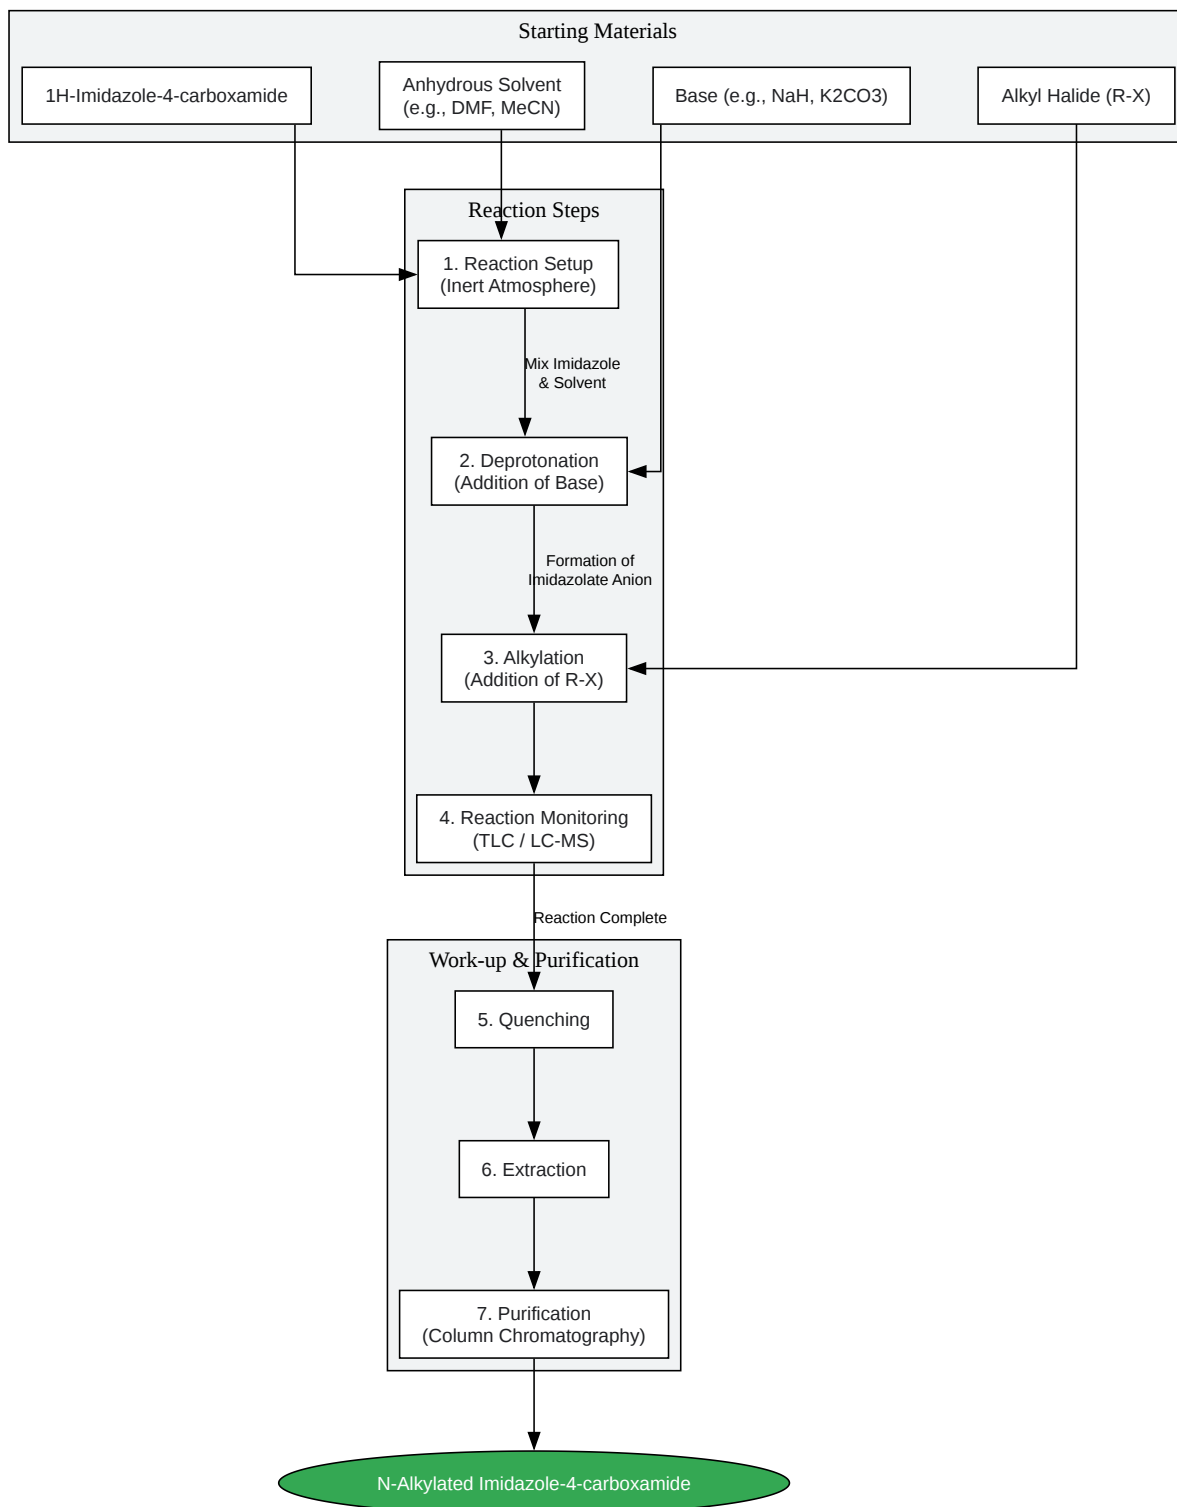 Starting Materials
1H-Imidazole-4-carboxamide
Anhydrous Solvent
(e.g., DMF, MeCN)
Base (e.g., NaH, K2CO3)
Alkyl Halide (R-X)
Reaction Steps
1. Reaction Setup
(Inert Atmosphere)
Mix Imidazole
& Solvent
2. Deprotonation
(Addition of Base)
Formation of
Imidazolate Anion
3. Alkylation
(Addition of R-X)
4. Reaction Monitoring
(TLC / LC-MS)
Reaction Complete
Work-up & Purification
5. Quenching
6. Extraction
7. Purification
(Column Chromatography)
N-Alkylated Imidazole-4-carboxamide